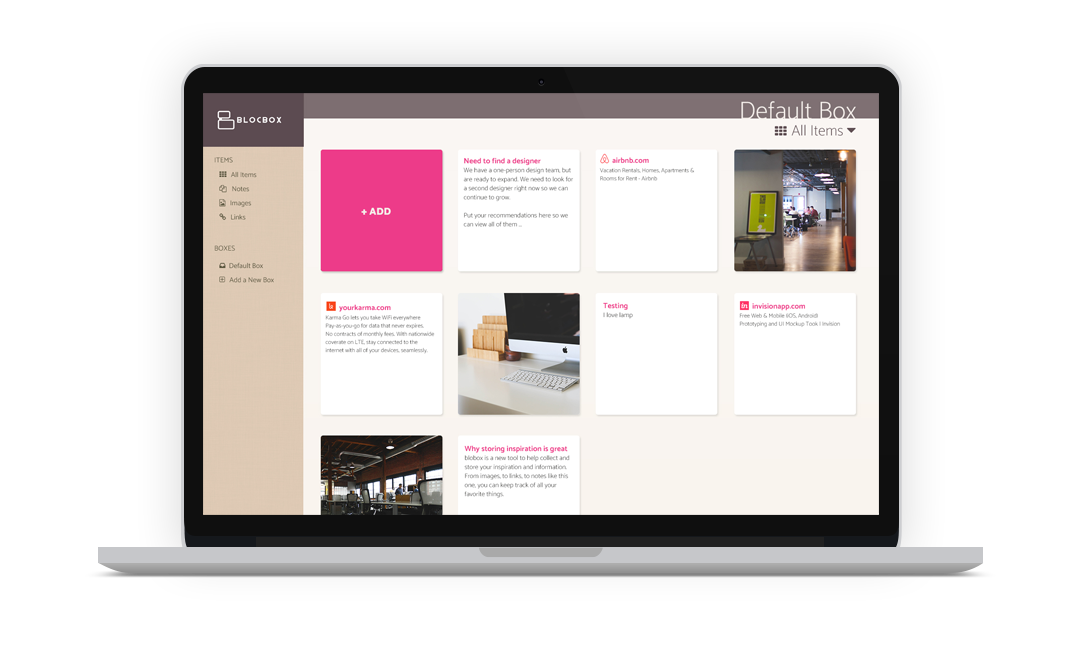 BLOCBOX
Default Box
All Items
ITEMS
All Items
Notes
Images
Links
BOXES
Default Box
Add a New Box
+ ADD
Need to find a designer
We have a one-person design team, but
are ready to expand. We need to look for
a second designer right now so we can
continue to grow.
Put your recommendations here so we
can view all of them ...
airbnb.com
Vacation Rentals, Homes, Apartments &
Rooms for Rent - Airbnb
yourkarma.com
Karma Go lets you take WiFi everywhere
Pay-as-you-go for data that never expires.
No contracts of monthly fees. With nationwide
coverate on LTE, stay connected to the
internet with all of your devices, seamlessly.
Testing
I love lamp
in
invisionapp.com
Free Web & Mobile (iOS, Android)
Prototyping and UI Mockup Took | Invision
Why storing inspiration is great
blobox is a new tool to help collect and
store your inspiration and information.
From images, to links, to notes like this
one, you can keep track of all your
favorite things.